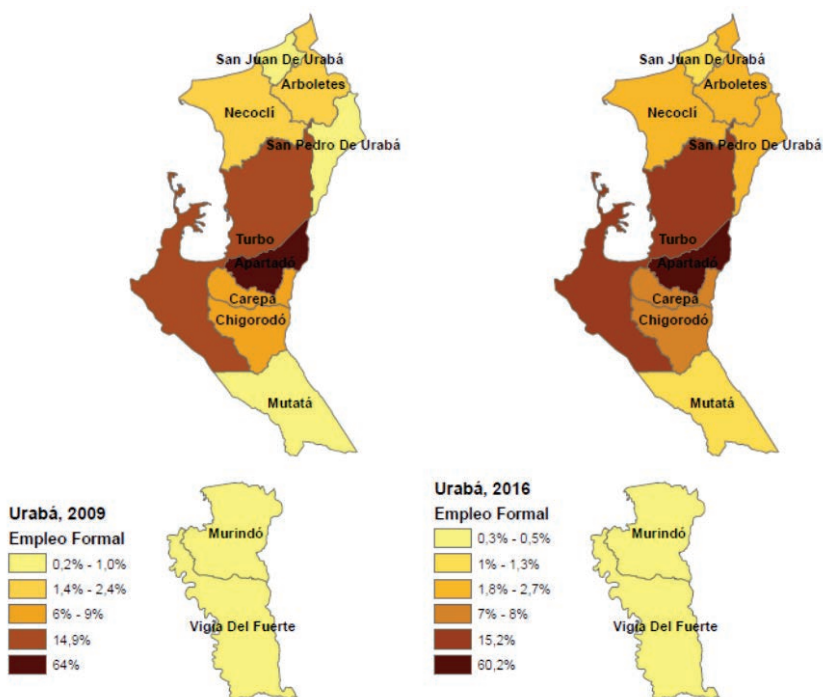 San Juan De Urabá
Arboletes
Necoclí
San Pedro De Urabá
Turbo
Apartadó
Carepa
Chigorodó
Mutatá
Urabá, 2009
Empleo Formal
0,2% - 1,0%
1,4% - 2,4%
6% - 9%
14,9%
64%
Murindó
Vigía Del Fuerte
San Juan De Urabá
Arboletes
Necoclí
San Pedro De Urabá
Turbo
Apartadó
Carepa
Chigorodó
Mutatá
Urabá, 2016
Empleo Formal
0,3% - 0,5%
1% - 1,3%
1,8% - 2,7%
7% - 8%
15,2%
60,2%
Murindó
Vigía Del Fuerte